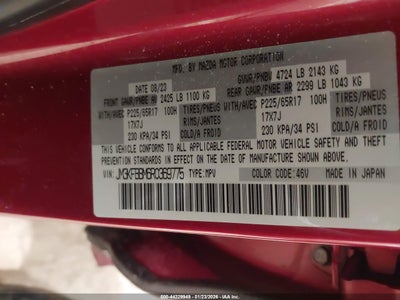 MFD. BY MAZDA MOTOR CORPORATION
DATE 08/23 GVWR/PNBV 4724 LB 2143 KG
FRONT GAWR/PNBE AV 2425 LB 1100 KG REAR GAWR/PNBE AR 2299 LB 1043 KG
WITH/AVEC P225/65R17 100H TIRES/PNEUS WITH/AVEC P225/65R17 100H TIRES/PNEUS
17X7J RIMS/JANTES 17X7J RIMS/JANTES
230 KPA/34 PSI COLD/A FROID 230 KPA/34 PSI COLD/A FROID
THIS VEHICLE CONFORMS TO ALL APPLICABLE FEDERAL MOTOR VEHICLE SAFETY, BUMPER, AND THEFT
PREVENTION STANDARDS IN EFFECT ON THE DATE OF MANUFACTURE SHOWN ABOVE.
VIN: JM3KFBBM6R0369775 TYPE: MPV COLOR CODE: 46V MADE IN JAPAN
000-44229949 - 01/23/2026 - IAA Inc.